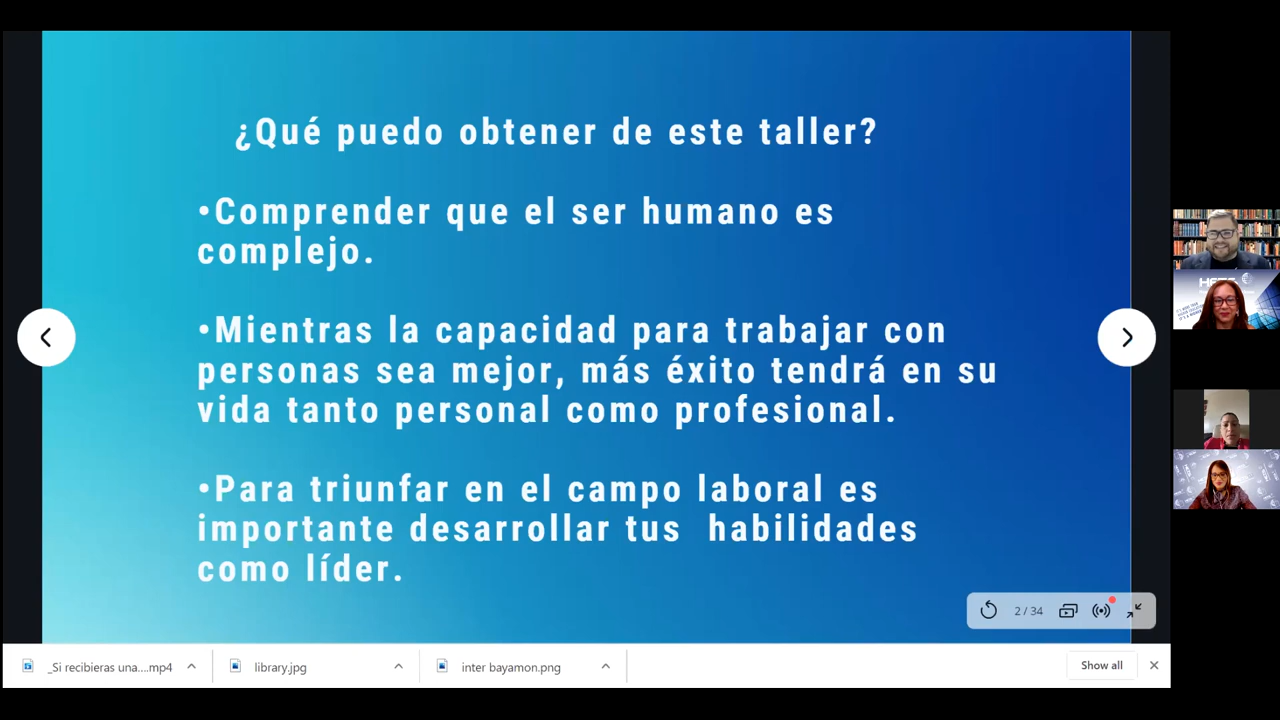 ¿Qué puedo obtener de este taller?
•Comprender que el ser humano es
complejo.
•Mientras la capacidad para trabajar con
personas sea mejor, más éxito tendrá en su
vida tanto personal como profesional.
•Para triunfar en el campo laboral es
importante desarrollar tus habilidades
como líder.
2 / 34
_Si recibieras una....mp4
library.jpg
inter bayamon.png
Show all